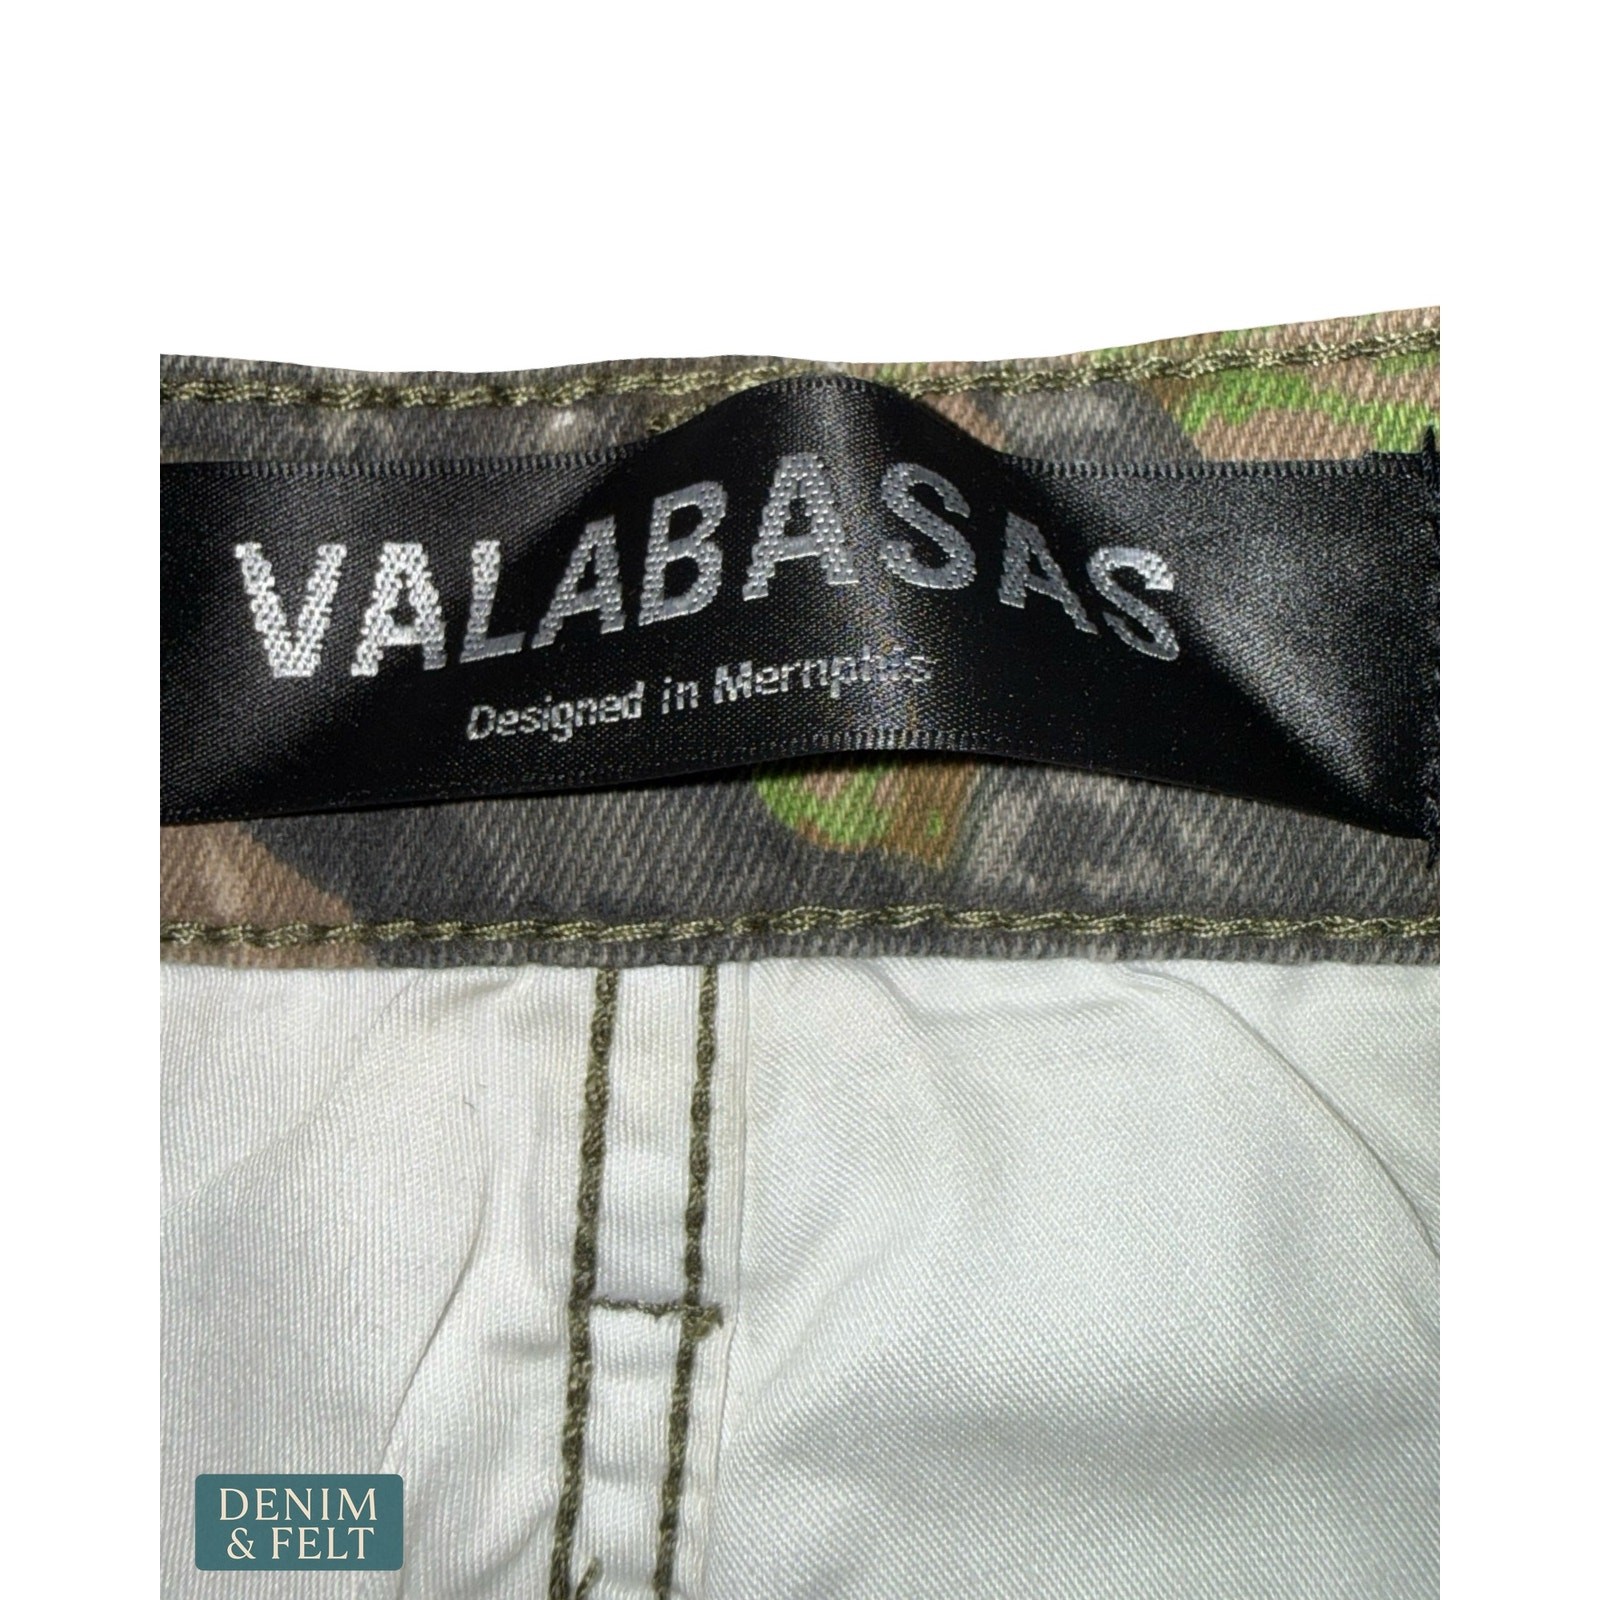 VALABASAS
Designed in Memphis
DENIM
& FELT